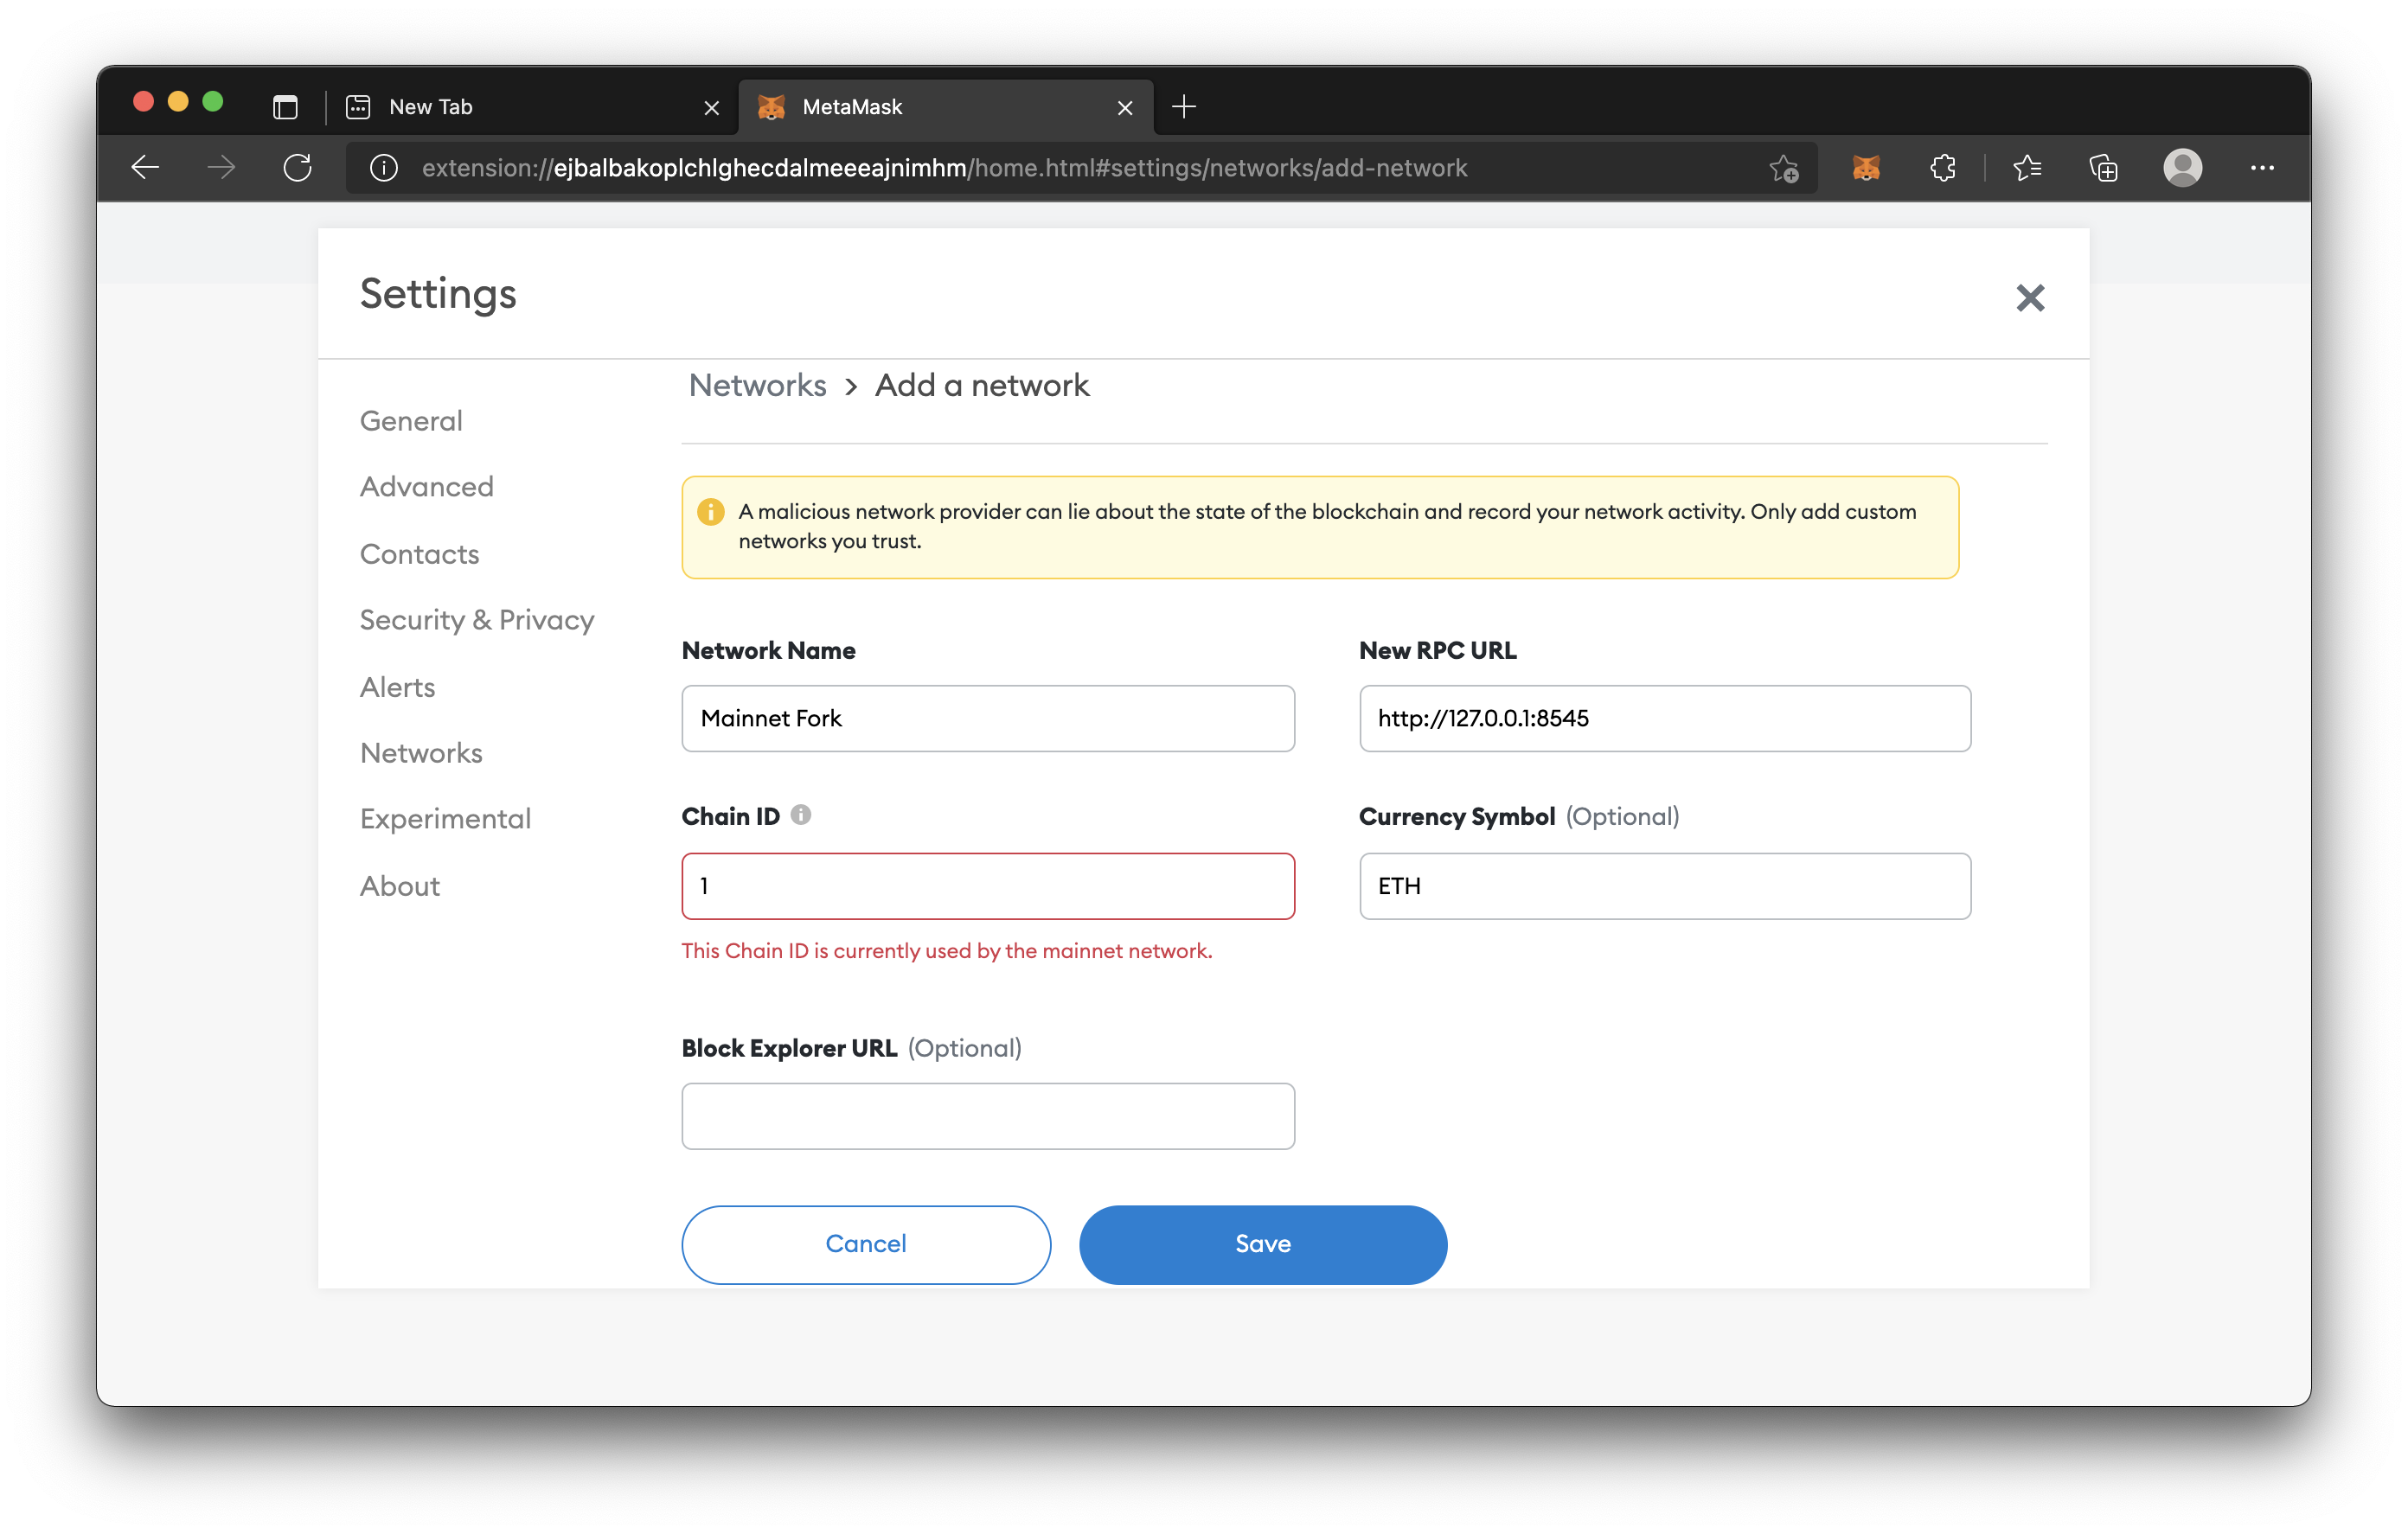 New Tab
MetaMask
extension://ejbalbakoplchlghecdalmeeeajnimhm/home.html#settings/networks/add-network
Settings
General
Advanced
Contacts
Security & Privacy
Alerts
Networks
Experimental
About
Networks > Add a network
A malicious network provider can lie about the state of the blockchain and record your network activity. Only add custom
networks you trust.
Network Name
Mainnet Fork
New RPC URL
http://127.0.0.1:8545
Chain ID
1
This Chain ID is currently used by the mainnet network.
Currency Symbol (Optional)
ETH
Block Explorer URL (Optional)
Cancel
Save